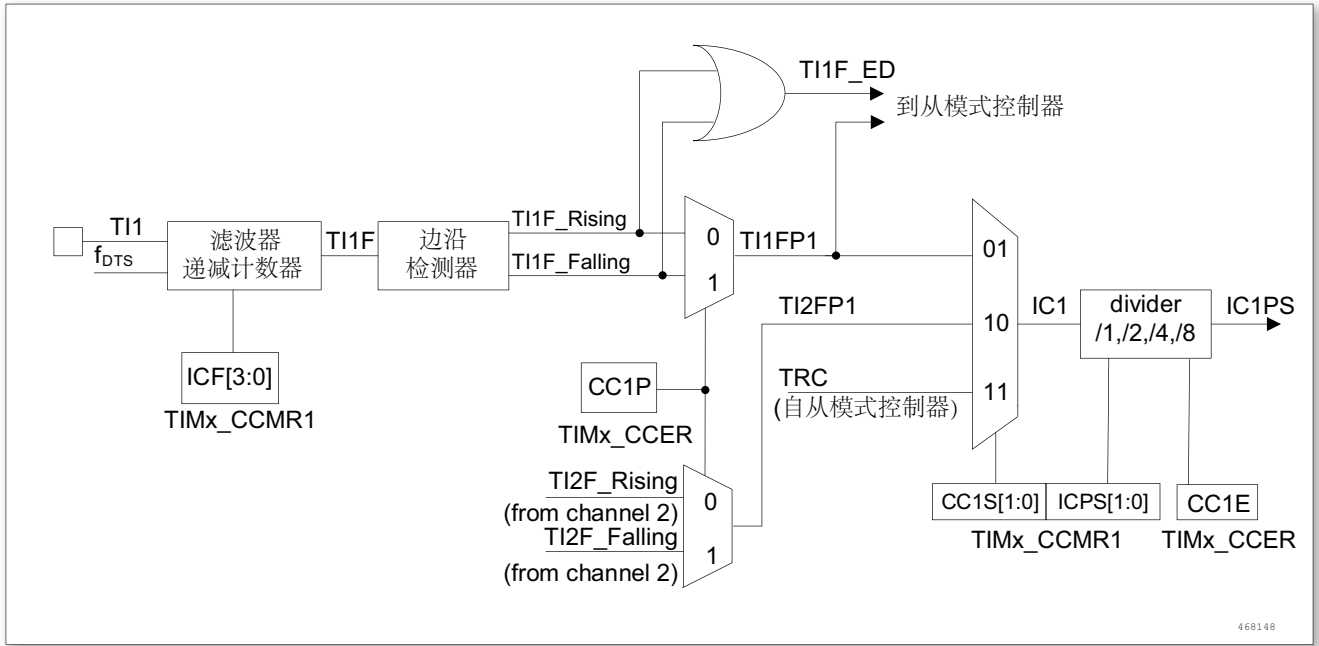 TI1F_ED
到从模式控制器
TI1
fDTS
滤波器
递减计数器
TI1F
边沿
检测器
TI1F_Rising
TI1F_Falling
0
1
TI1FP1
01
10
11
TI2FP1
TRC
(自从模式控制器)
IC1
divider
/1,/2,/4,/8
IC1PS
ICF[3:0]
TIMx_CCMR1
CC1P
TIMx_CCER
TI2F_Rising
(from channel 2)
TI2F_Falling
(from channel 2)
0
1
CC1S[1:0]
ICPS[1:0]
TIMx_CCMR1
CC1E
TIMx_CCER
468148